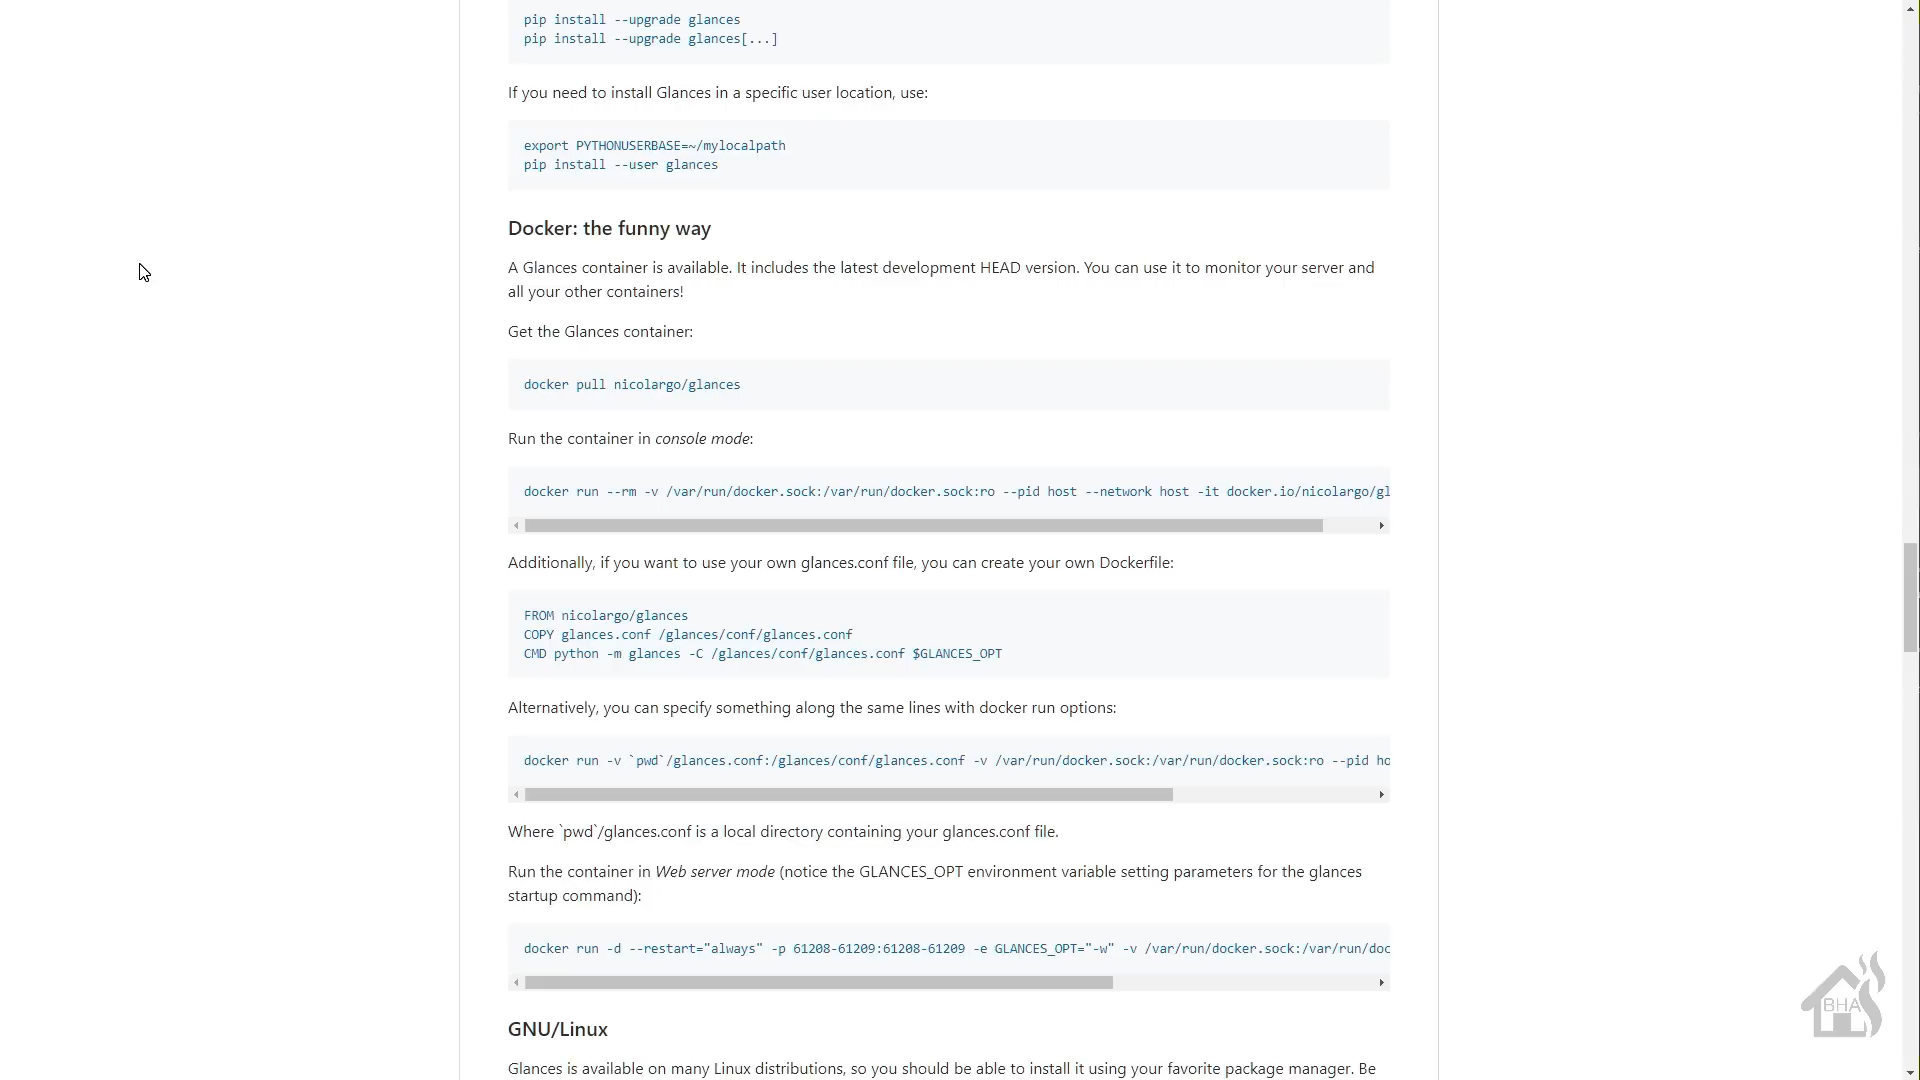 pip install --upgrade glances
pip install --upgrade glances[...]
If you need to install Glances in a specific user location, use:
export PYTHONUSERBASE=~/mylocalpath
pip install --user glances
Docker: the funny way
A Glances container is available. It includes the latest development HEAD version. You can use it to monitor your server and
all your other containers!
Get the Glances container:
docker pull nicolargo/glances
Run the container in console mode:
docker run --rm -v /var/run/docker.sock:/var/run/docker.sock:ro --pid host --network host -it docker.io/nicolargo/gl
Additionally, if you want to use your own glances.conf file, you can create your own Dockerfile:
FROM nicolargo/glances
COPY glances.conf /glances/conf/glances.conf
CMD python -m glances -C /glances/conf/glances.conf $GLANCES_OPT
Alternatively, you can specify something along the same lines with docker run options:
docker run -v `pwd`/glances.conf:/glances/conf/glances.conf -v /var/run/docker.sock:/var/run/docker.sock:ro --pid ho
Where `pwd`/glances.conf is a local directory containing your glances.conf file.
Run the container in Web server mode (notice the GLANCES_OPT environment variable setting parameters for the glances
startup command):
docker run -d --restart="always" -p 61208-61209:61208-61209 -e GLANCES_OPT="-w" -v /var/run/docker.sock:/var/run/doc
GNU/Linux
Glances is available on many Linux distributions, so you should be able to install it using your favorite package manager. Be
BHA